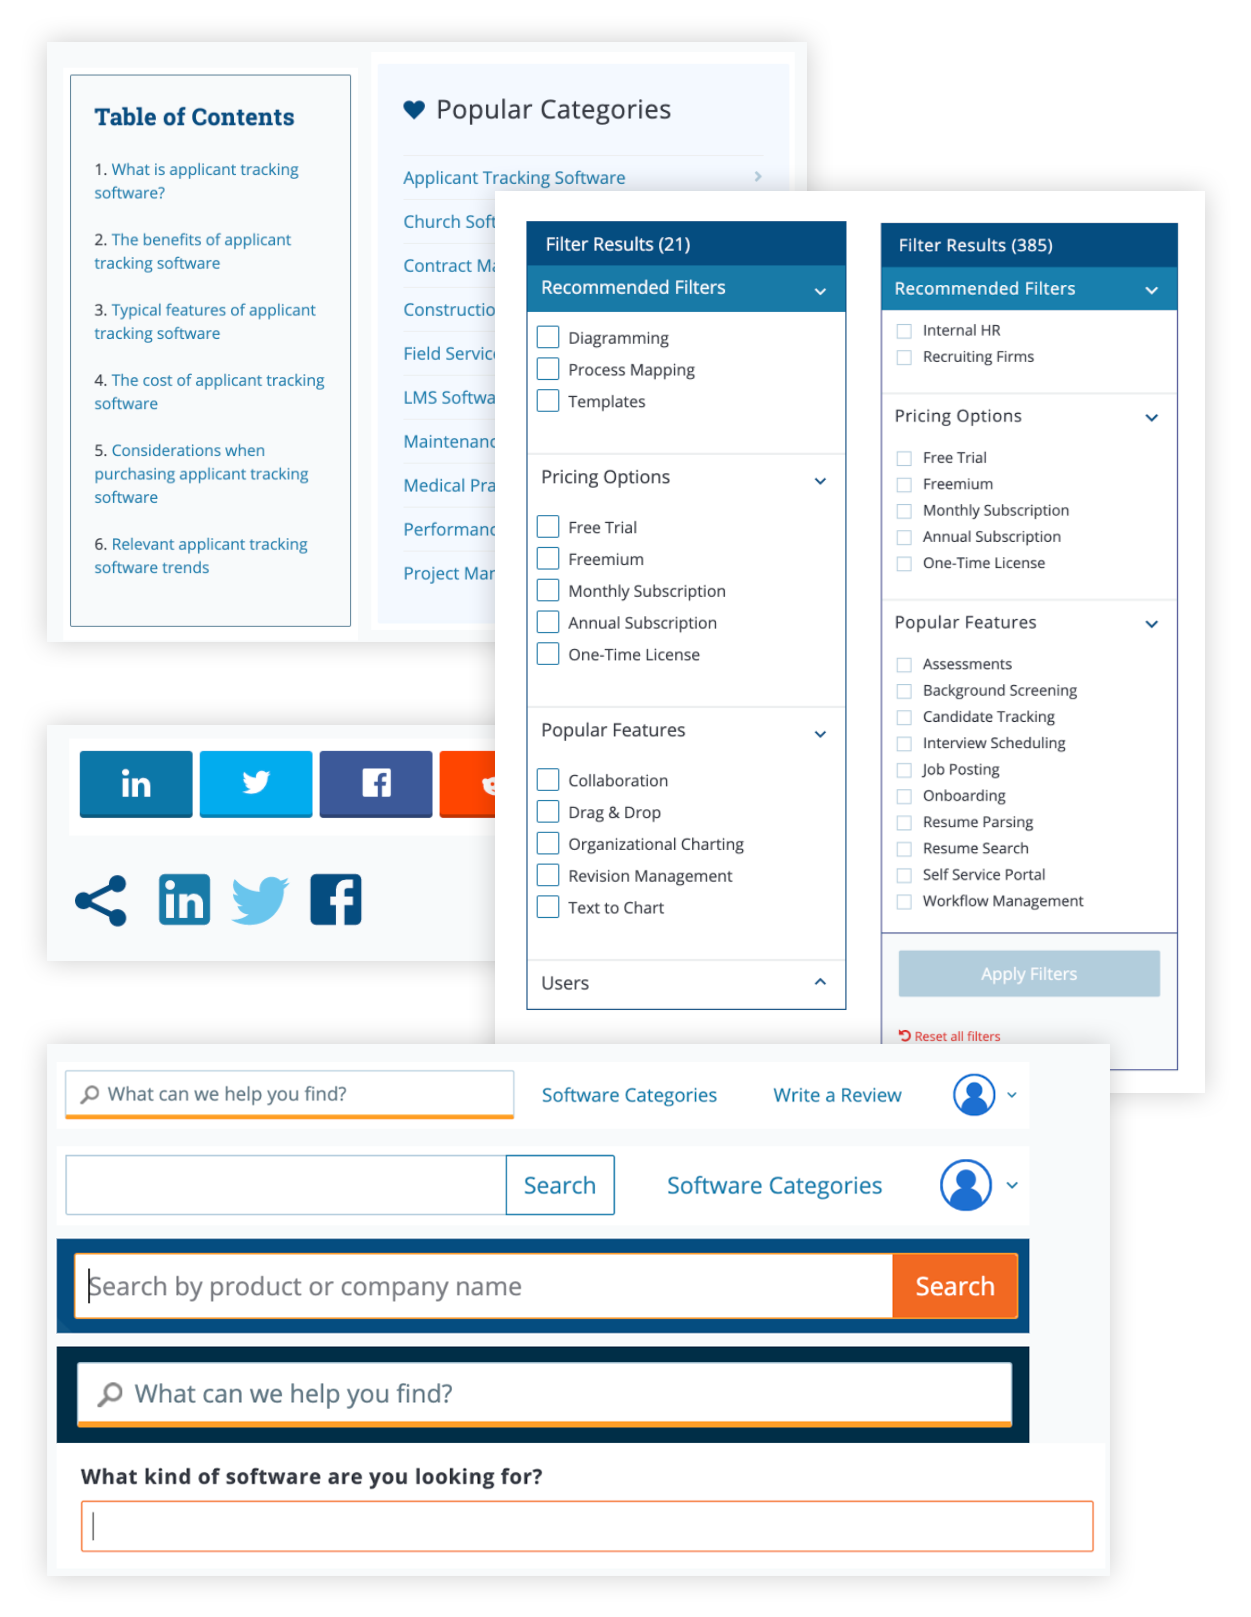 Table of Contents
1. What is applicant tracking
software?
2. The benefits of applicant
tracking software
3. Typical features of applicant
tracking software
4. The cost of applicant tracking
software
5. Considerations when
purchasing applicant tracking
software
6. Relevant applicant tracking
software trends
Popular Categories
Applicant Tracking Software
Church Soft
Contract Ma
Constructio
Field Service
LMS Softwa
Maintenanc
Medical Pra
Performanc
Project Man
Filter Results (21)
Recommended Filters
Diagramming
Process Mapping
Templates
Pricing Options
Free Trial
Freemium
Monthly Subscription
Annual Subscription
One-Time License
Popular Features
Collaboration
Drag & Drop
Organizational Charting
Revision Management
Text to Chart
Users
Filter Results (385)
Recommended Filters
Internal HR
Recruiting Firms
Pricing Options
Free Trial
Freemium
Monthly Subscription
Annual Subscription
One-Time License
Popular Features
Assessments
Background Screening
Candidate Tracking
Interview Scheduling
Job Posting
Onboarding
Resume Parsing
Resume Search
Self Service Portal
Workflow Management
Apply Filters
Reset all filters
in
in
What can we help you find?
Software Categories
Write a Review
Search
Software Categories
Search by product or company name
Search
What can we help you find?
What kind of software are you looking for?